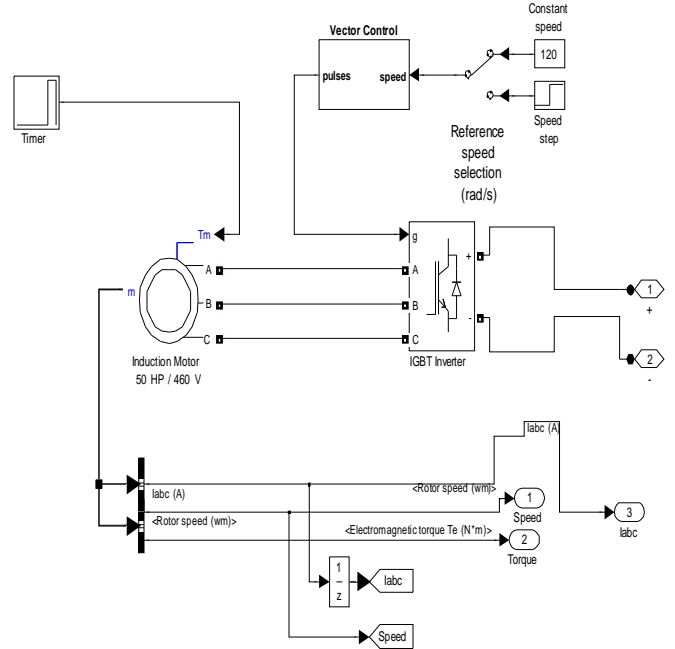 Constant
speed
Vector Control
120
pulses
speed
Timer
Speed
step
Reference
speed
selection
(rad/s)
Tm
g
m
A
A
+
1
+
B
B
C
C
-
2
-
Induction Motor
50 HP / 460 V
IGBT Inverter
Iabc (A)
<Rotor speed (wm)>
Iabc (A)
1
Speed
3
Iabc
<Rotor speed (wm)>
<Electromagnetic torque Te (N*m)>
2
Torque
1
z
Iabc
Speed